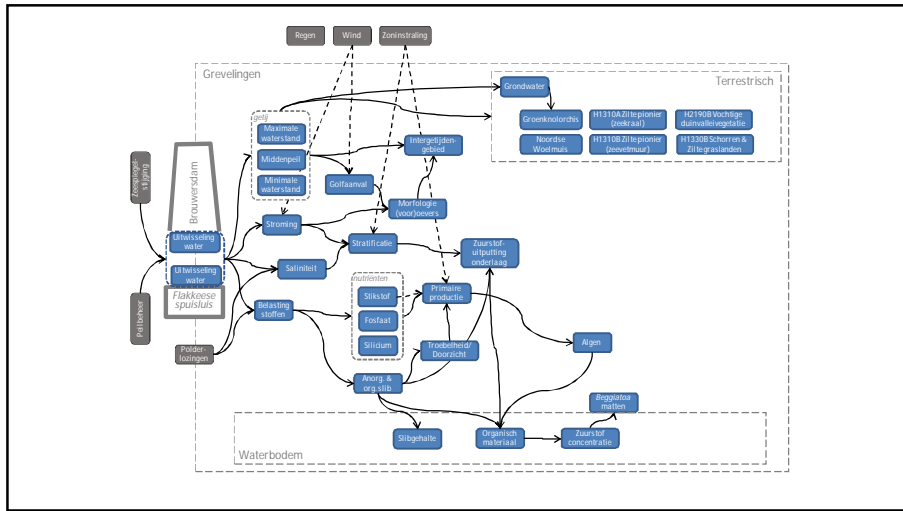 Regen
Wind
Zoninstraling
Grevelingen
Terrestrisch
Grondwater
Groenknolorchis
H1310A Zilte pionier
(zeekraal)
H2190B Vochtige
duinvalleivegetatie
Noordse
Woelmuis
H1310B Zilte pionier
(zeevetmuur)
H1330B Schorren &
Zilte graslanden
getij
Maximale
waterstand
Middenpeil
Minimale
waterstand
Intergetijden-
gebied
Golfaanval
Morfologie
(voor)oevers
Zeespiegel-
stijging
Brouwersdam
Uitwisseling
water
Uitwisseling
water
Flakkeese
spuisluis
Peilbeheer
Polder-
lozingen
Stroming
Stratificatie
Saliniteit
Zuurstof-
uitputting
onderlaag
Belasting
stoffen
nutriënten
Stikstof
Fosfaat
Silicium
Primaire
productie
Troebelheid/
Doorzicht
Algen
Anorg. &
org. slib
Beggiatoa
matten
Slibgehalte
Organisch
materiaal
Zuurstof
concentratie
Waterbodem